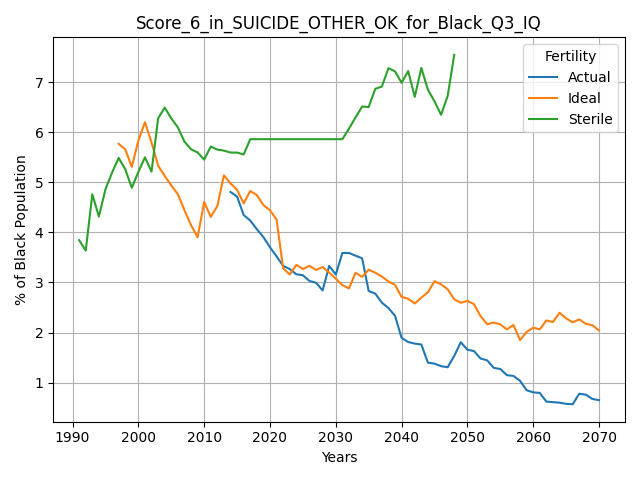 Score_6_in_SUICIDE_OTHER_OK_for_Black_Q3_IQ
Fertility
Actual
Ideal
Sterile
% of Black Population
7
6
5
4
3
2
1
1990 2000 2010 2020 2030 2040 2050 2060 2070
Years